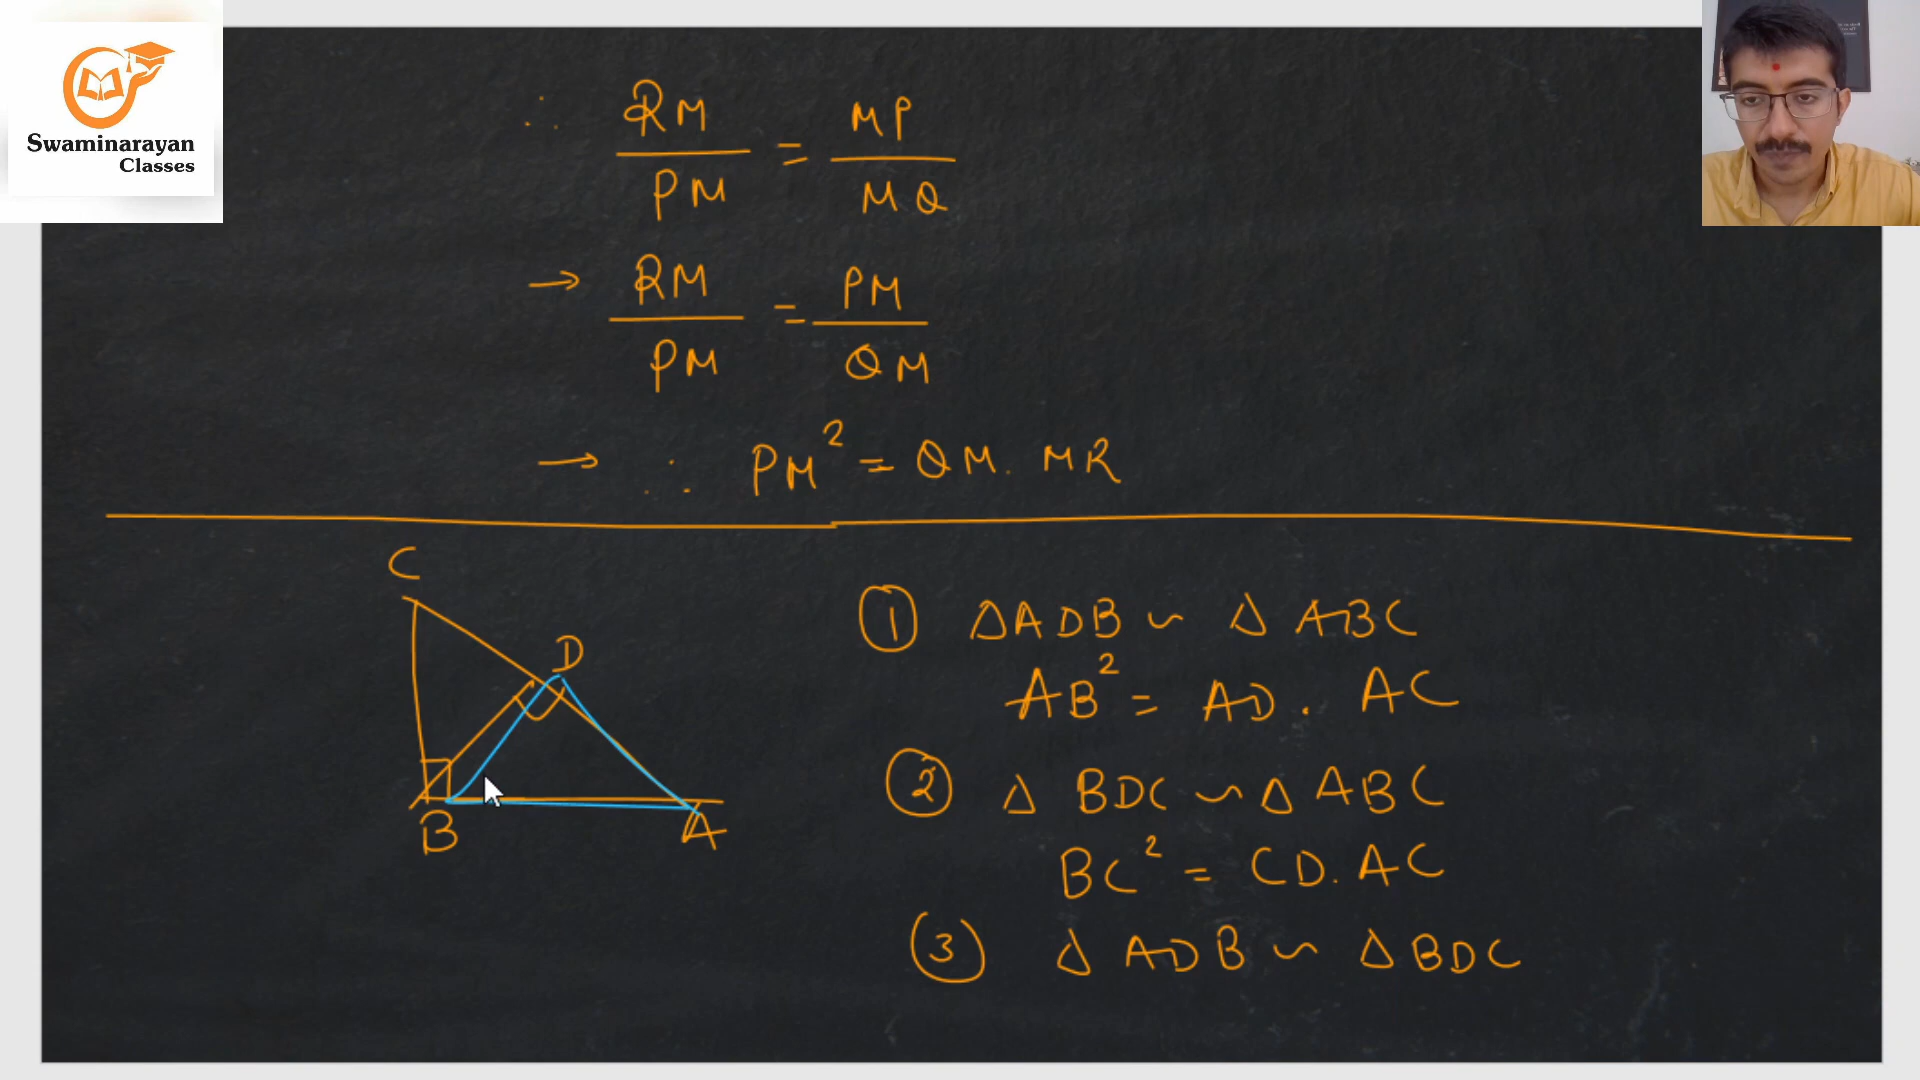 Swaminarayan
Classes
∴ RM/PM = MP/MQ
→ RM/PM = PM/QM
→ ∴ PM² = QM. MR
C
D
B
A
① △ADB ~ △ABC
AB² = AD . AC
② △ BDC ~ △ ABC
BC² = CD.AC
③ △ ADB ~ △BDC